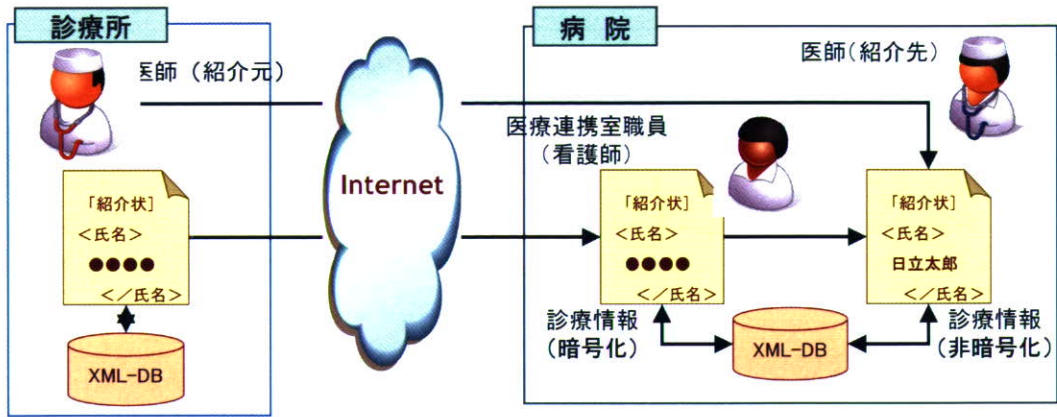 診療所
医師（紹介元）
「紹介状］
＜氏名＞
●●●●
＜／氏名＞
XML-DB
Internet
病 院
医師（紹介先）
医療連携室職員
（看護師）
「紹介状］
＜氏名＞
●●●●
＜／氏名＞
「紹介状］
＜氏名＞
日立太郎
＜／氏名＞
診療情報
（暗号化）
XML-DB
診療情報
（非暗号化）